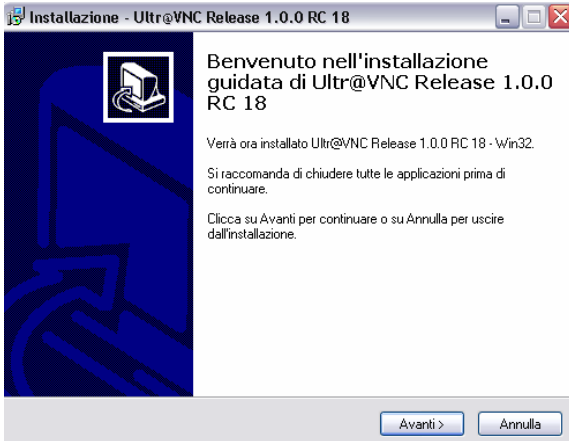 Installazione - Ultr@VNC Release 1.0.0 RC 18
Benvenuto nell'installazione
guidata di Ultr@VNC Release 1.0.0
RC 18
Verrà ora installato Ultr@VNC Release 1.0.0 RC 18 - Win32.
Si raccomanda di chiudere tutte le applicazioni prima di
continuare.
Clicca su Avanti per continuare o su Annulla per uscire
dall'installazione.
Avanti >
Annulla